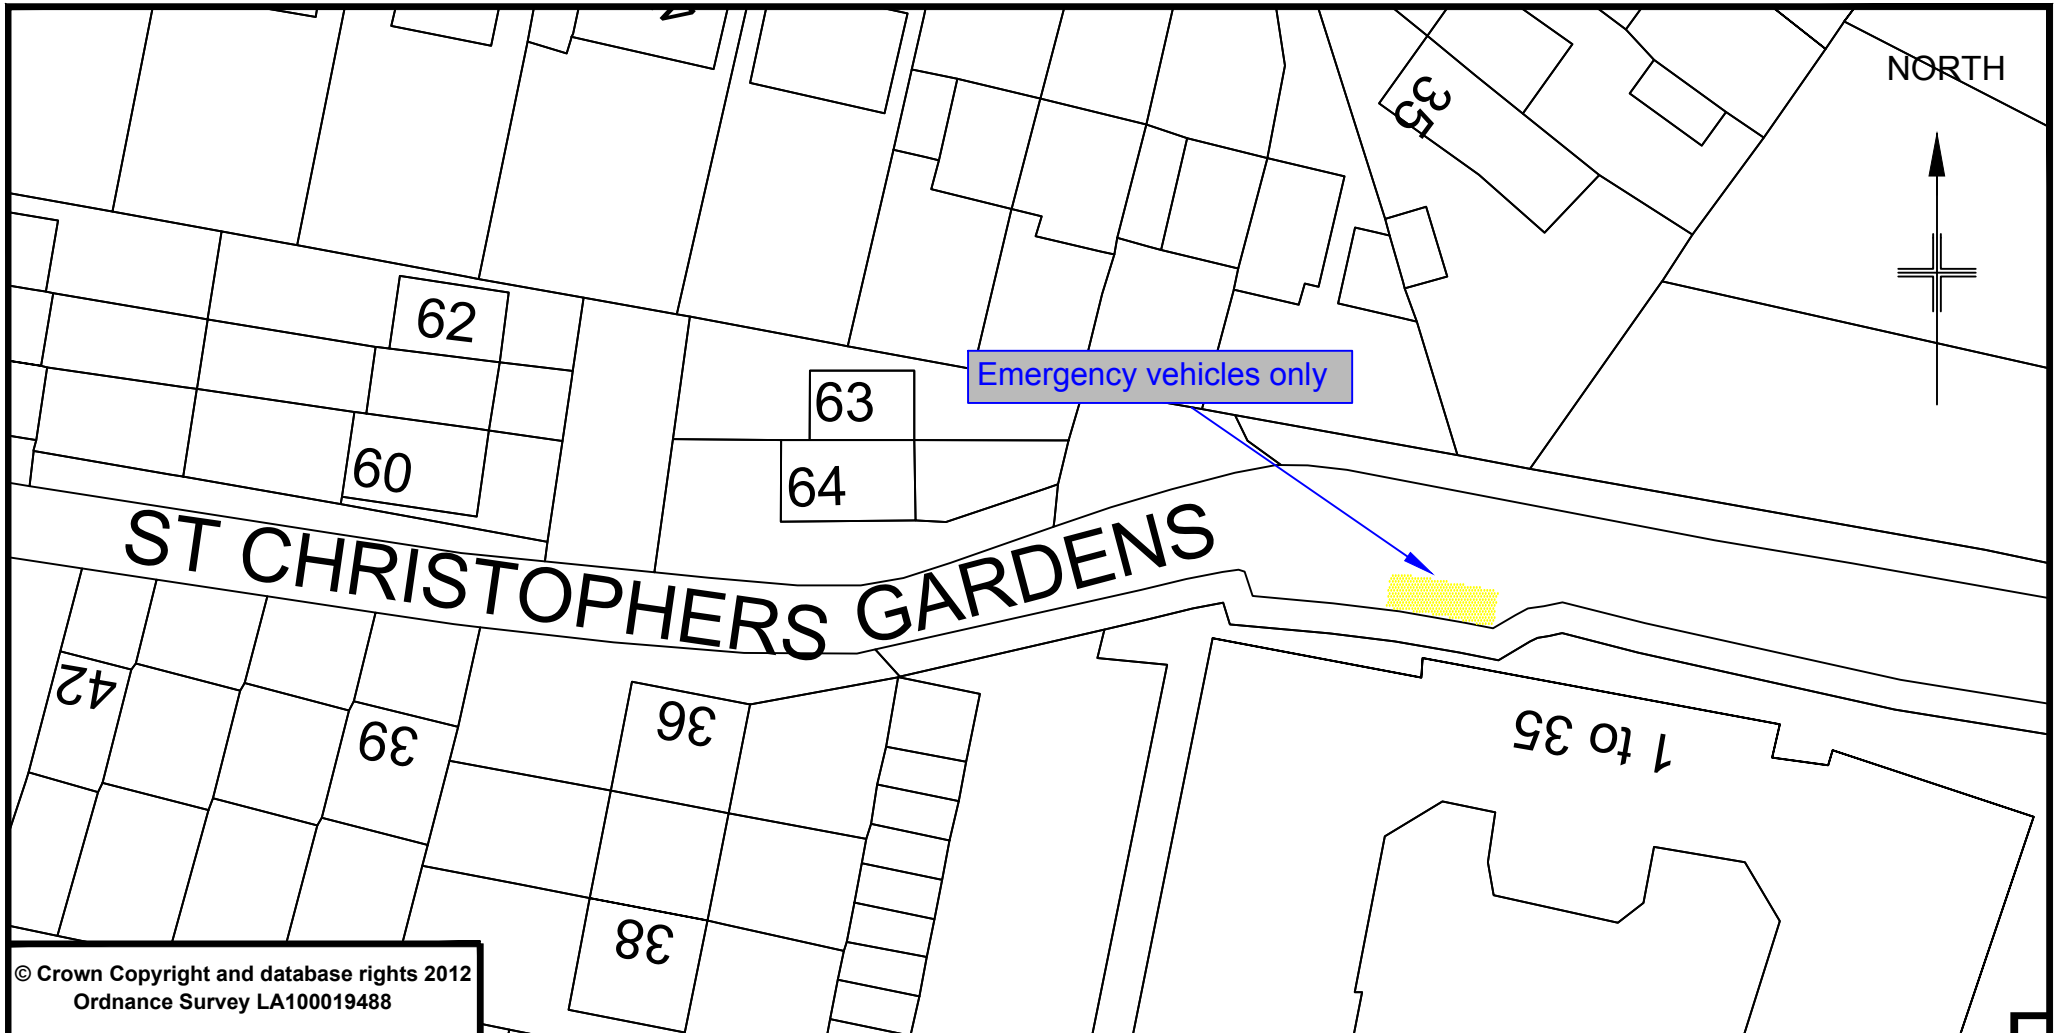 NORTH
35
62
Emergency vehicles only
63
60
64
ST CHRISTOPHERS GARDENS
42
36
39
1 to 35
38
© Crown Copyright and database rights 2012
Ordnance Survey LA100019488